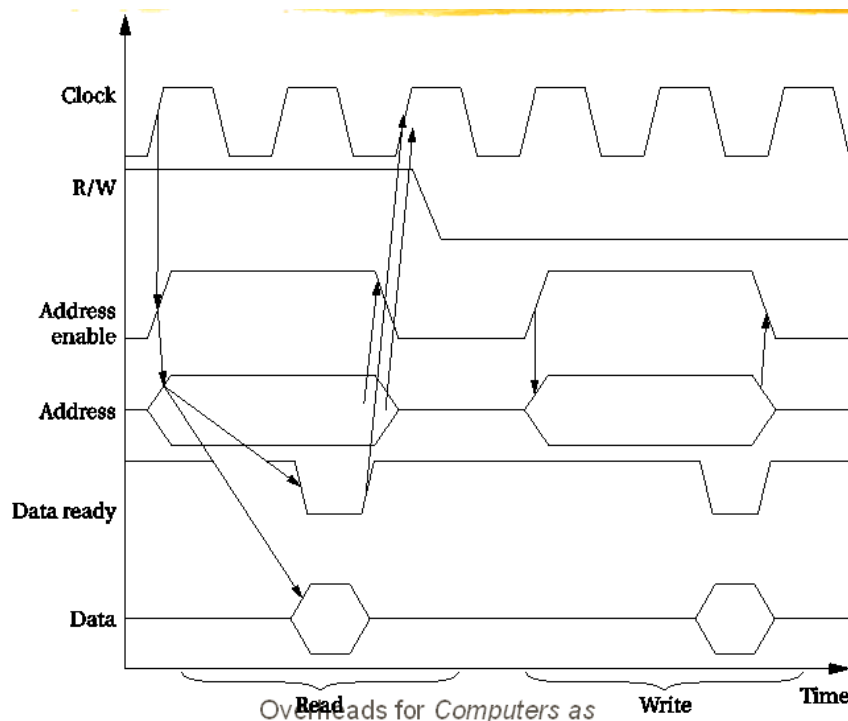 Clock
R/W
Address
enable
Address
Data ready
Data
Read
Write
Time
Overheads for Computers as